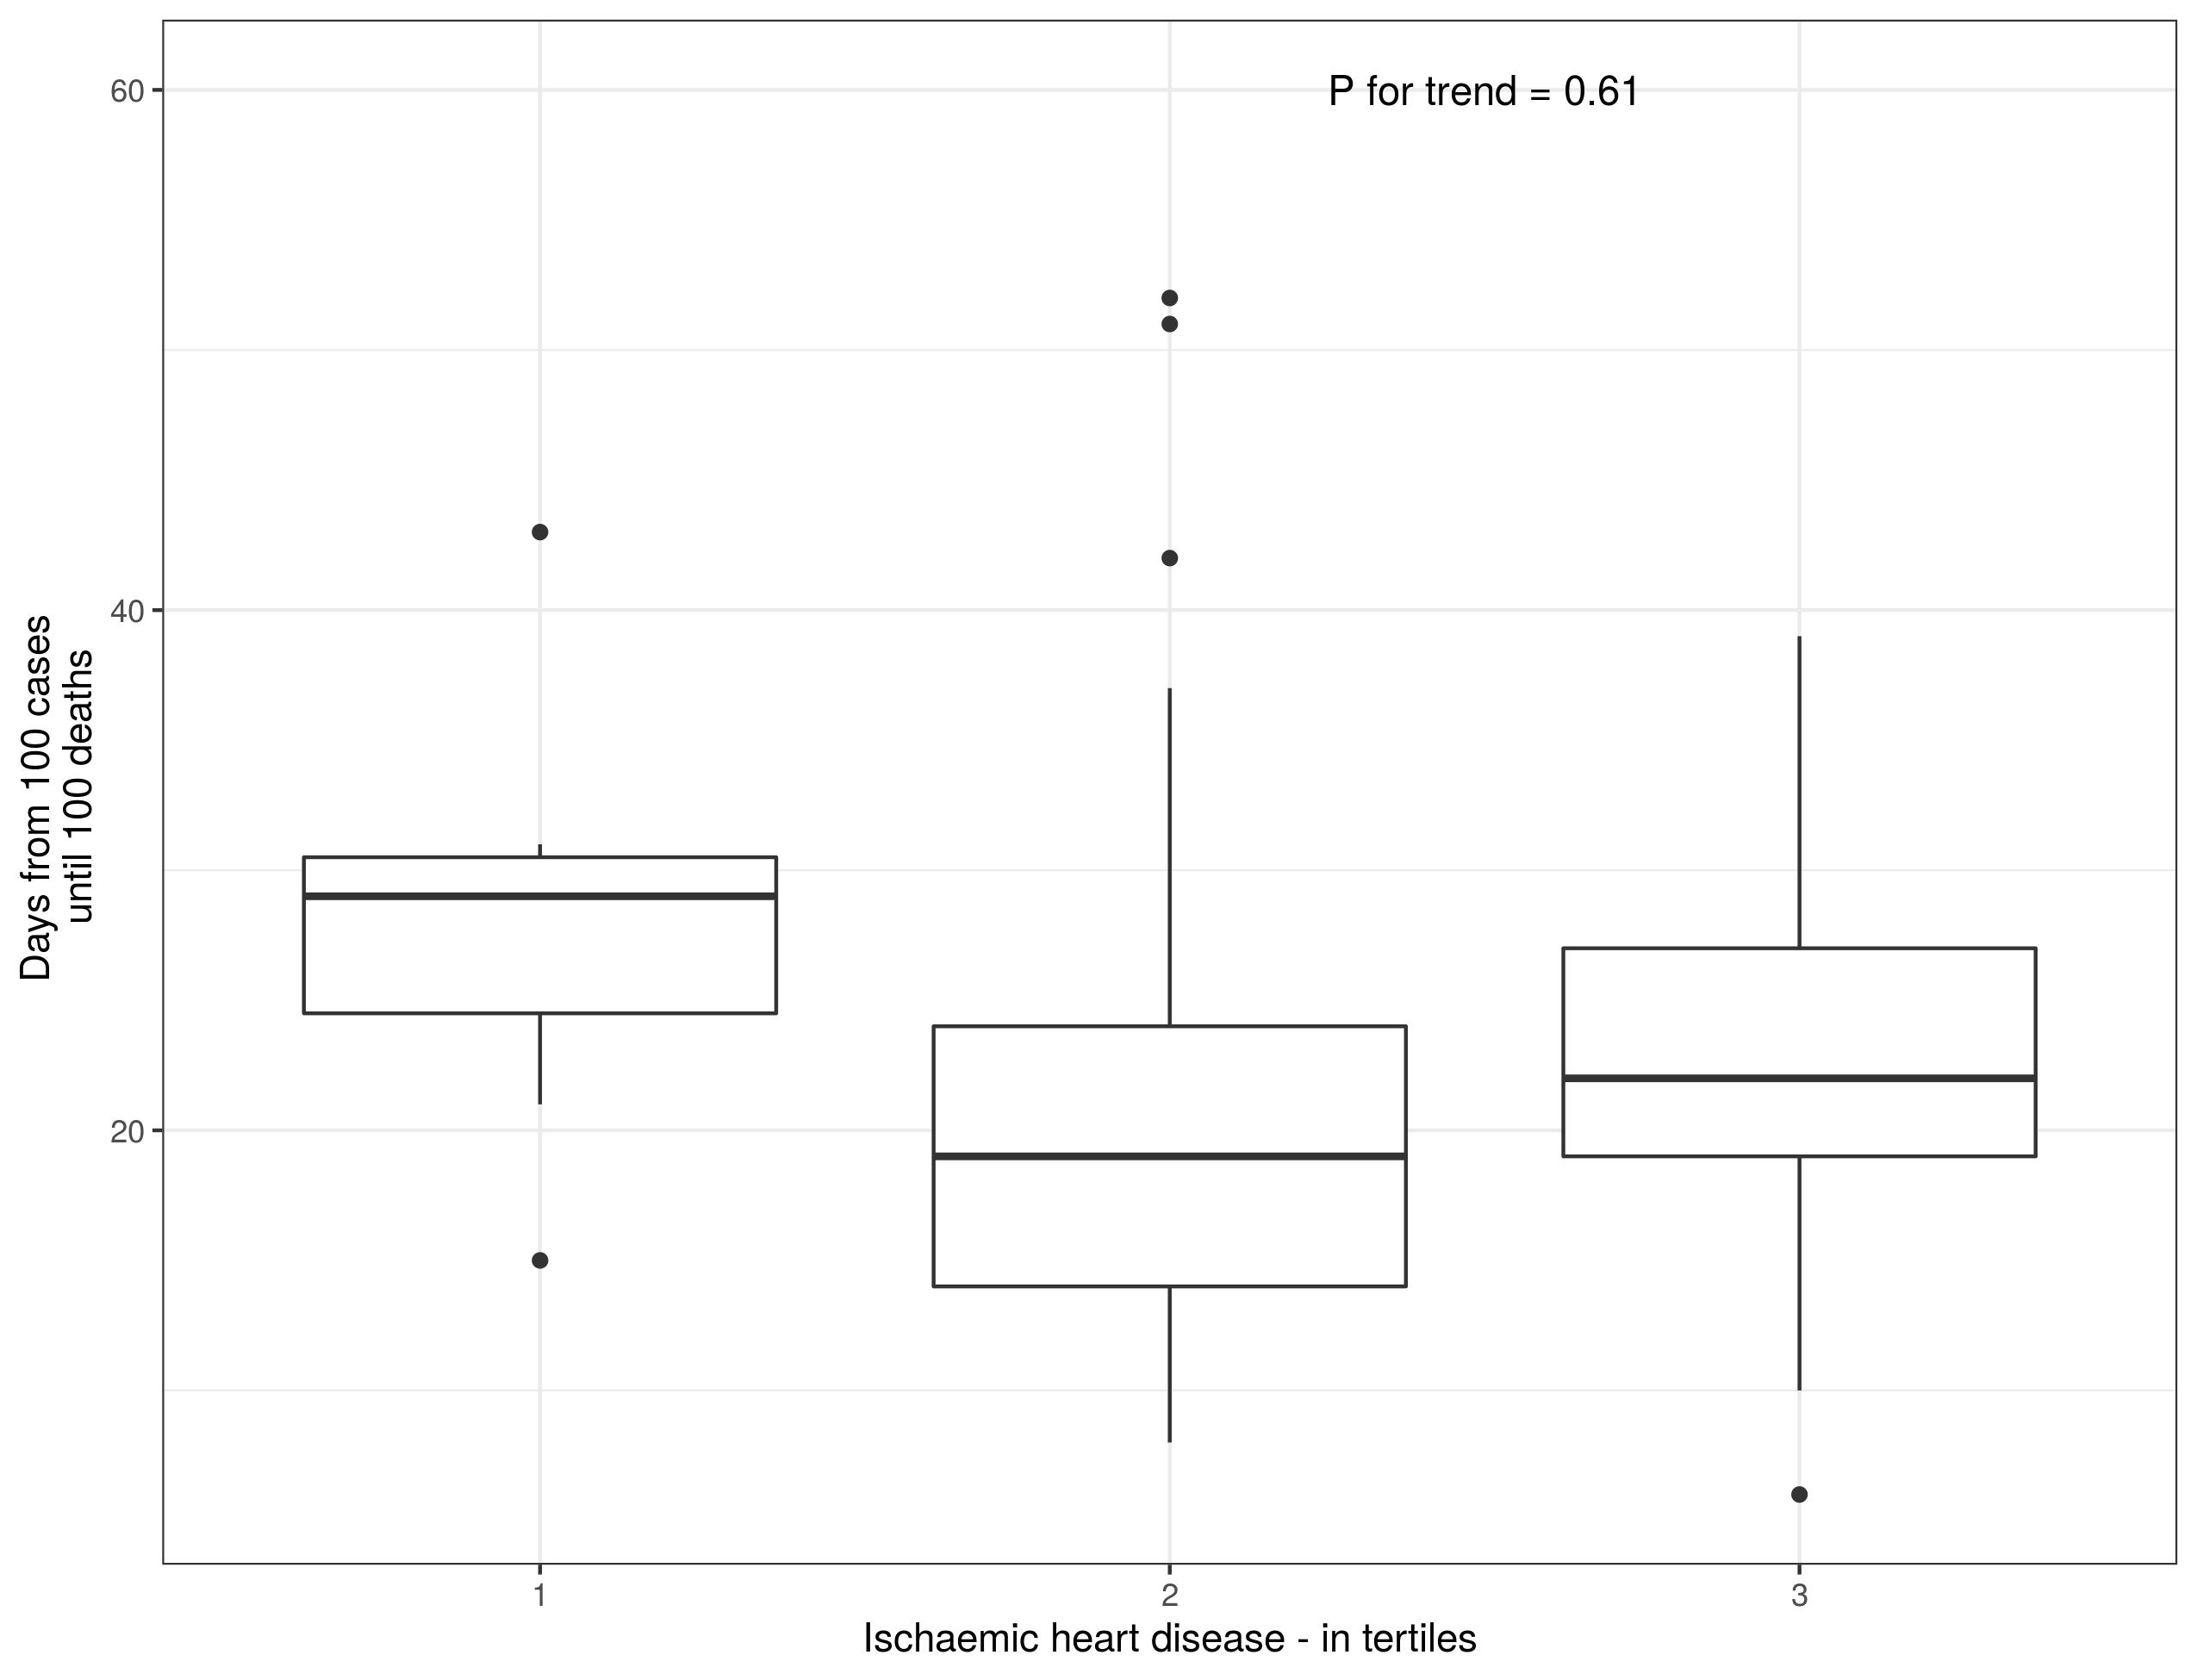 P for trend = 0.61
60
40
20
Days from 100 cases
until 100 deaths
1
2
3
Ischaemic heart disease - in tertiles